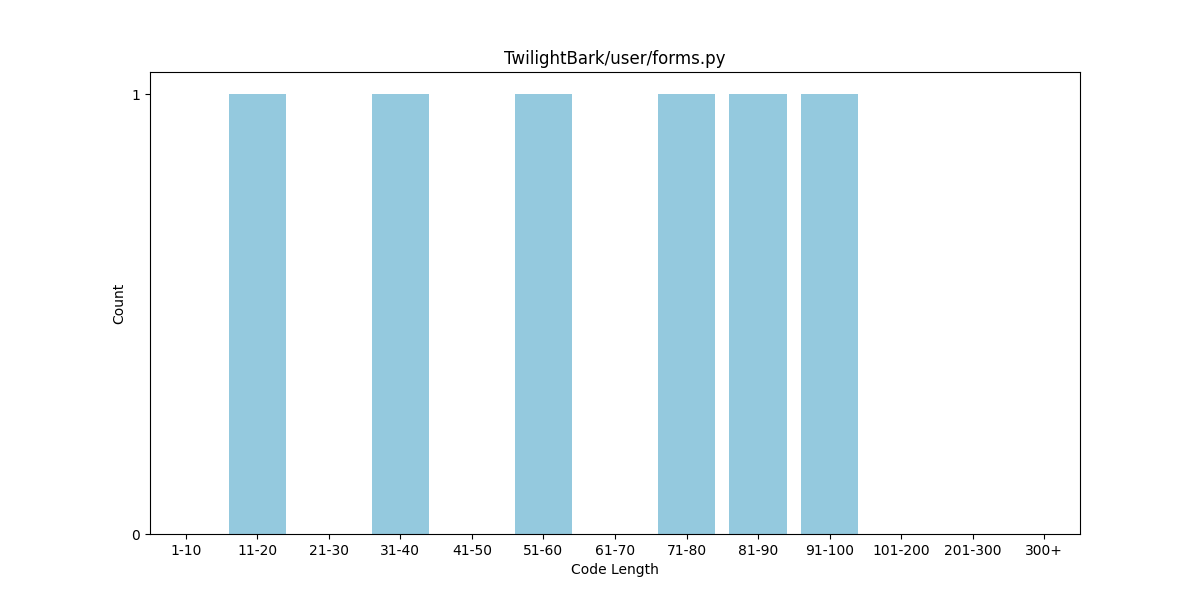 TwilightBark/user/forms.py
1
Count
0
1-10 11-20 21-30 31-40 41-50 51-60 61-70 71-80 81-90 91-100 101-200 201-300 300+
Code Length